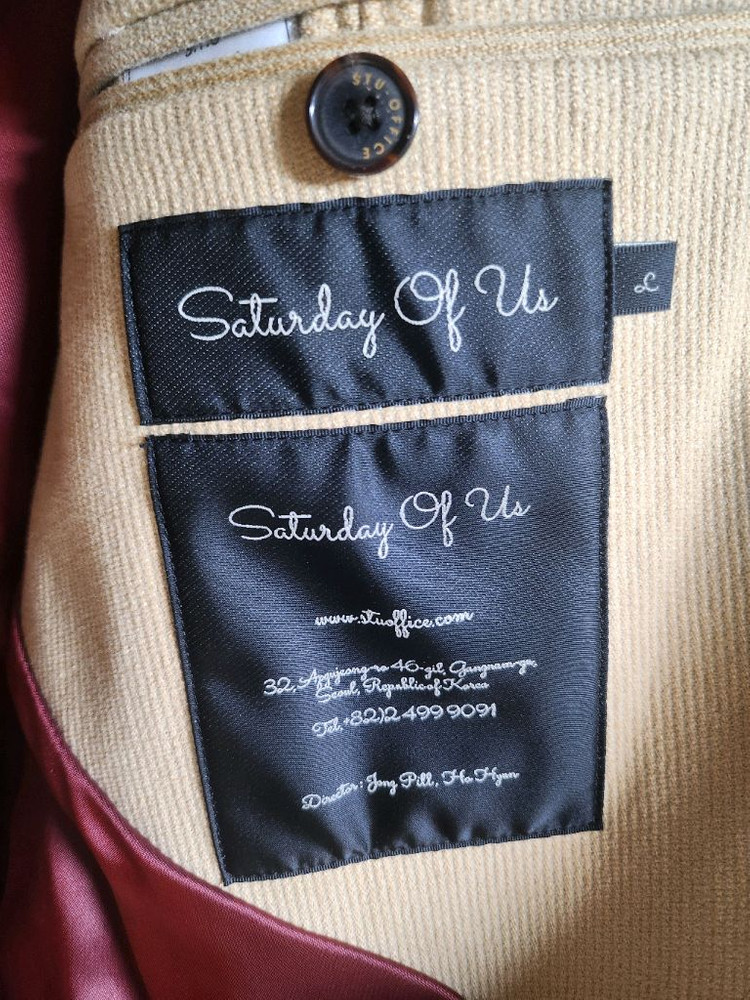 STU OFFICE
Saturday Of Us
L
Saturday Of Us
www.stuoffice.com
32, Apgujeong-ro 46-gil, Gangnam-gu,
Seoul, Republic of Korea
Tel, +82)2 499 9091
Director : Jong Pill, Ha Hyun